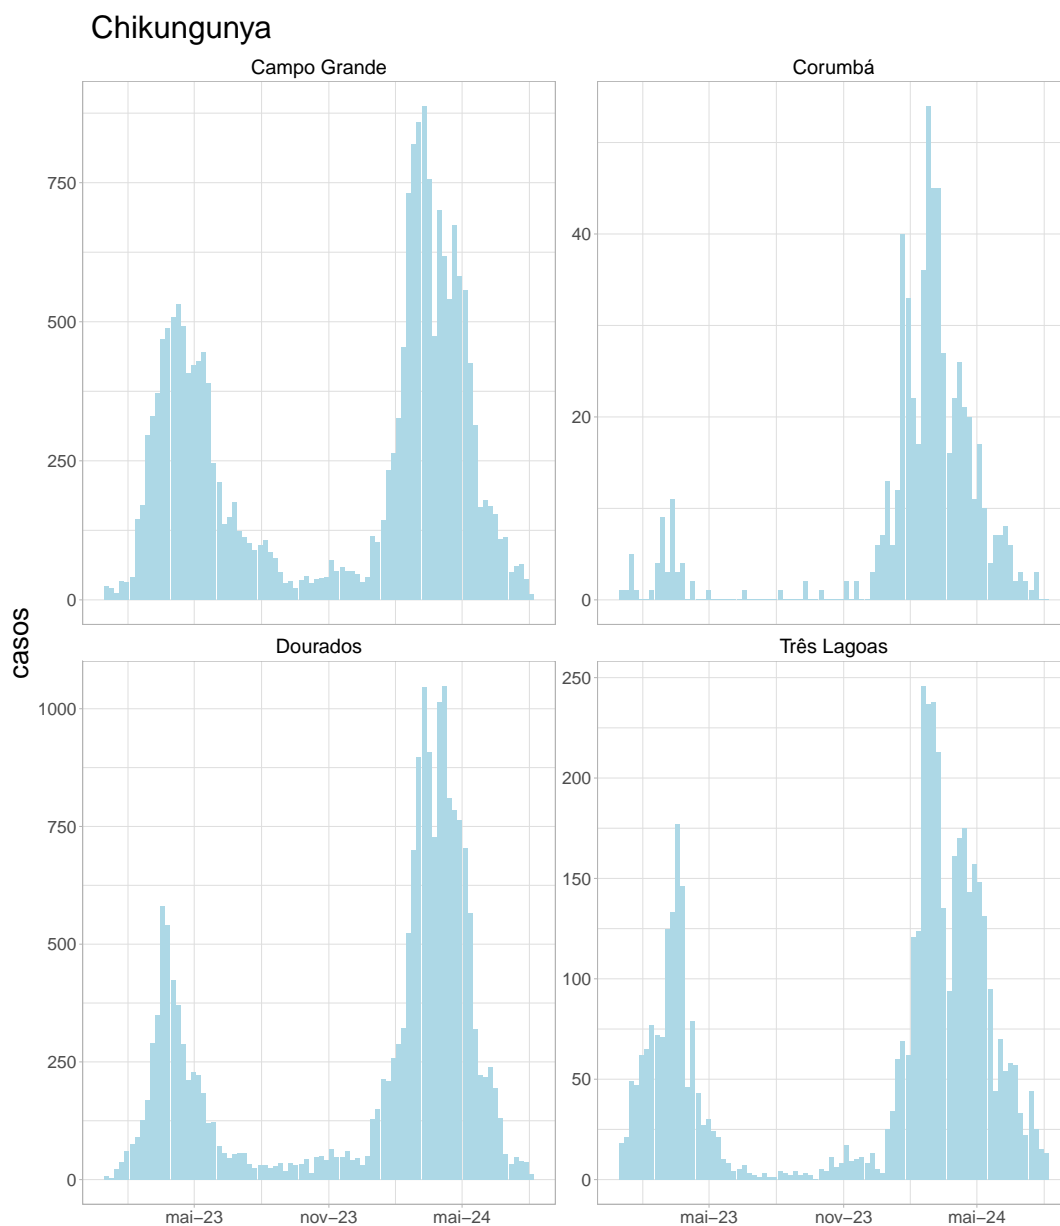 Chikungunya
Campo Grande
Corumbá
750
500
250
0
40
20
0
casos
Dourados
Três Lagoas
1000
750
500
250
0
250
200
150
100
50
0
mai–23
nov–23
mai–24
mai–23
nov–23
mai–24